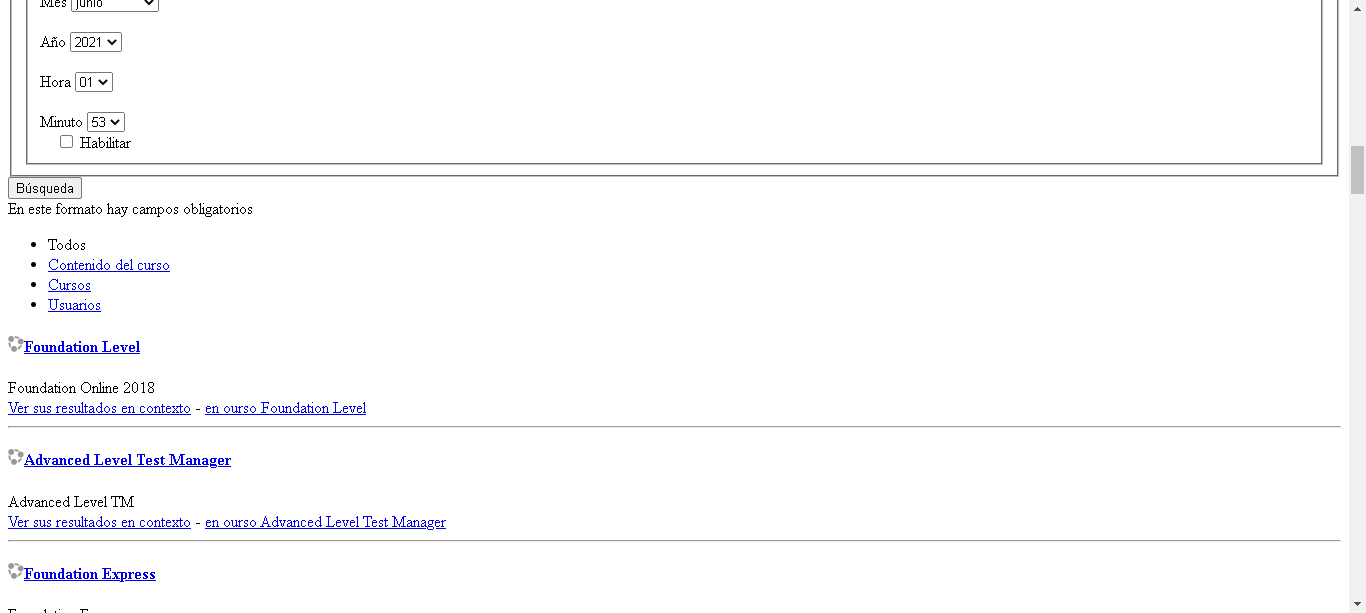 Mes junio
Año 2021
Hora 01
Minuto 53
Habilitar
Búsqueda
En este formato hay campos obligatorios
Todos
Contenido del curso
Cursos
Usuarios
Foundation Level
Foundation Online 2018
Ver sus resultados en contexto - en ourso Foundation Level
Advanced Level Test Manager
Advanced Level TM
Ver sus resultados en contexto - en ourso Advanced Level Test Manager
Foundation Express